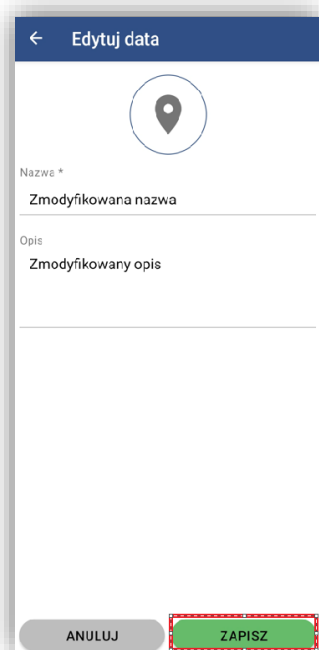 Edytuj data
Nazwa *
Zmodyfikowana nazwa
Opis
Zmodyfikowany opis
ANULUJ
ZAPISZ